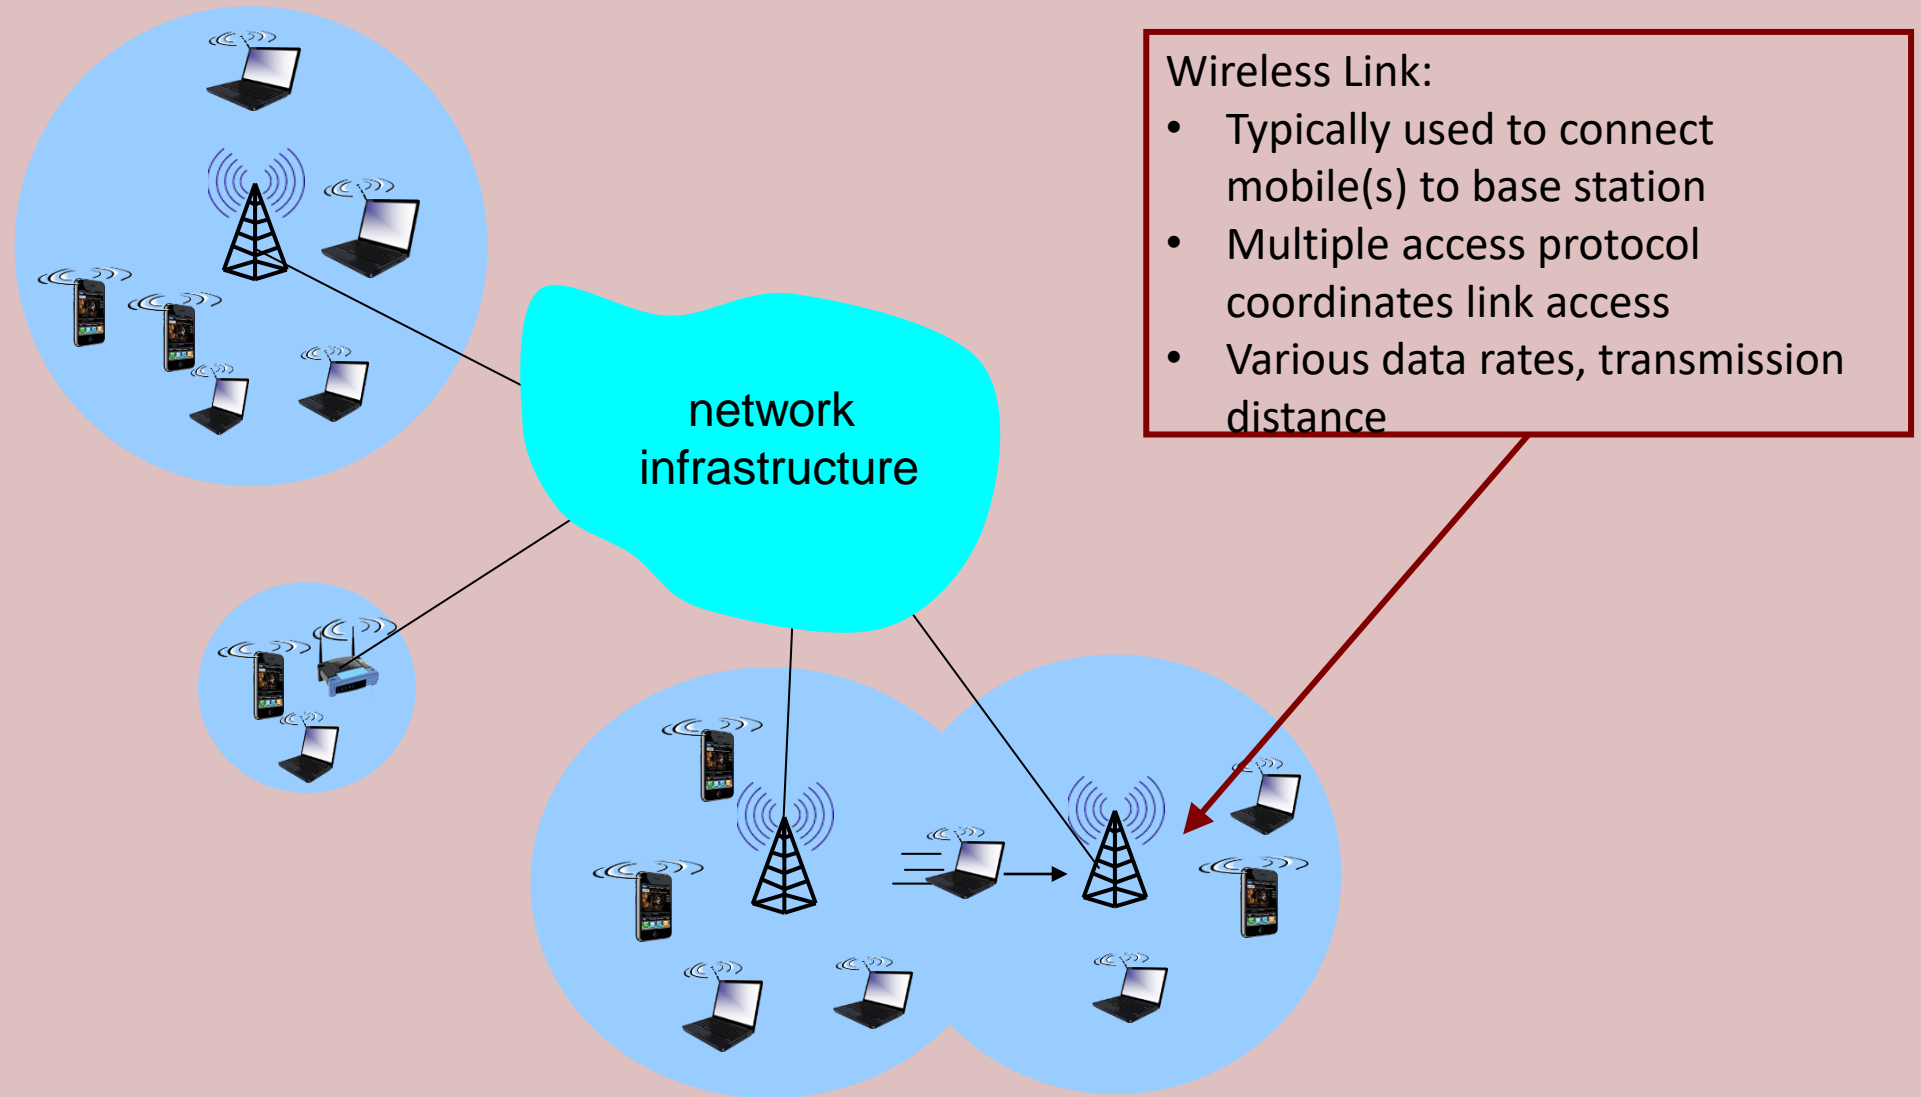 Wireless Link:
• Typically used to connect
mobile(s) to base station
• Multiple access protocol
coordinates link access
• Various data rates, transmission
distance
network
infrastructure